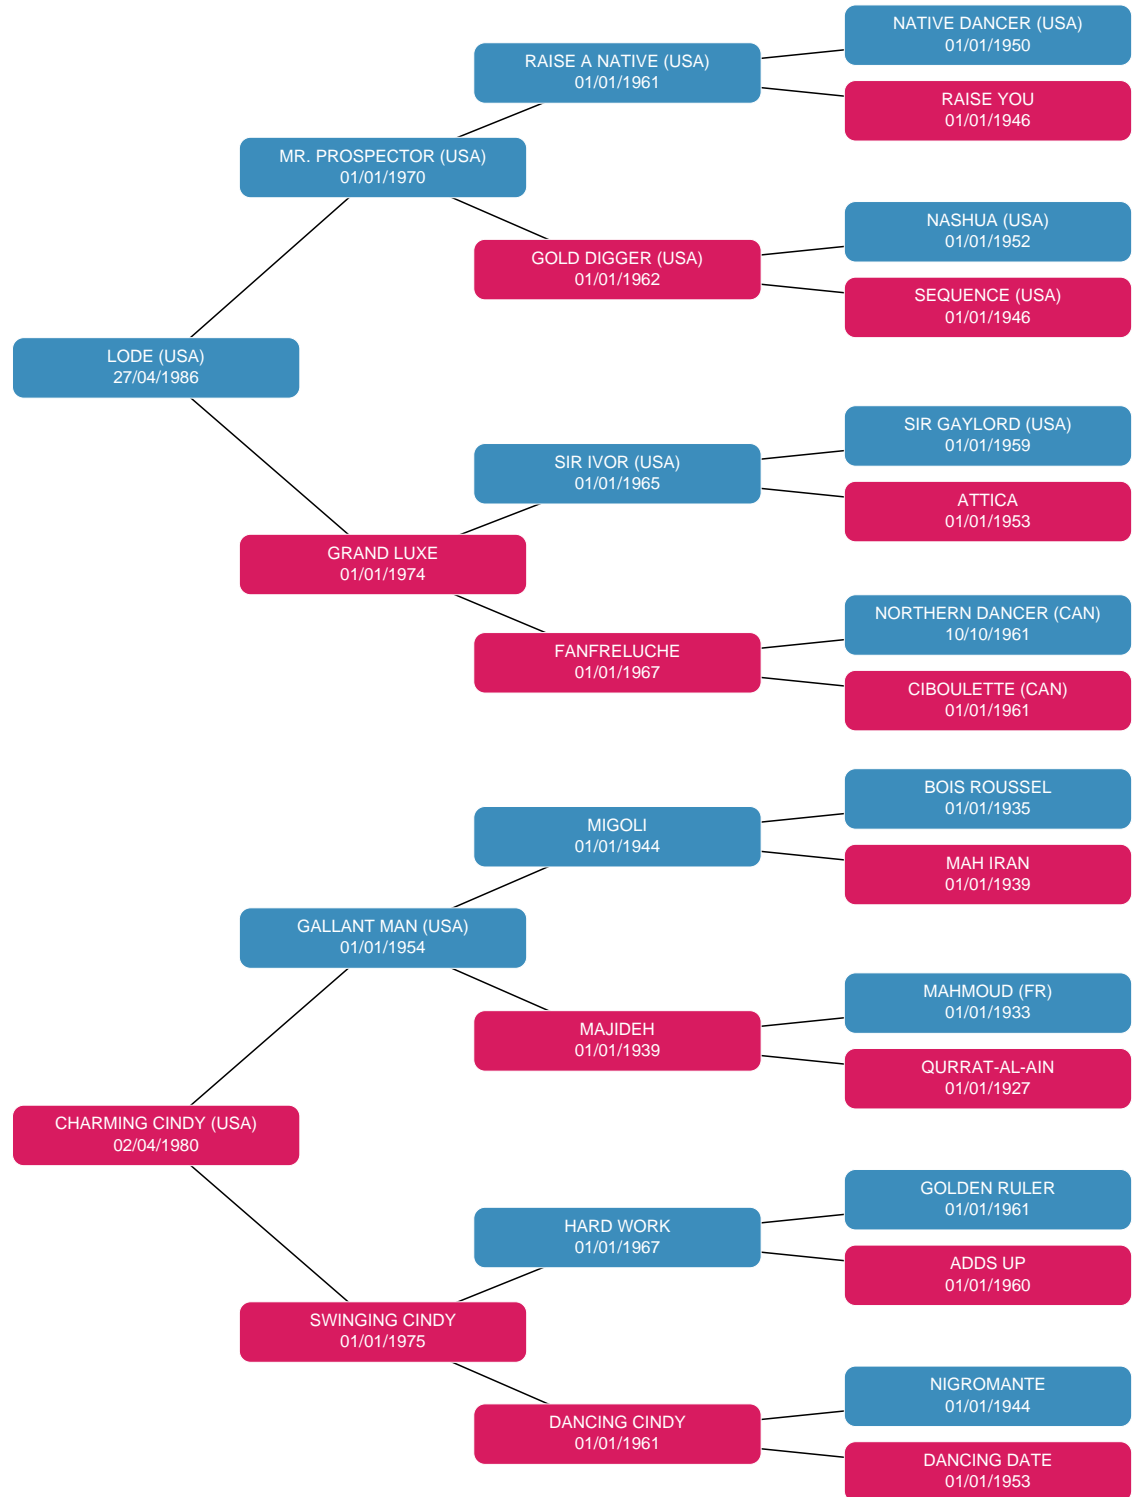 NATIVE DANCER (USA)
01/01/1950
RAISE A NATIVE (USA)
01/01/1961
RAISE YOU
01/01/1946
MR. PROSPECTOR (USA)
01/01/1970
NASHUA (USA)
01/01/1952
GOLD DIGGER (USA)
01/01/1962
SEQUENCE (USA)
01/01/1946
LODE (USA)
27/04/1986
SIR GAYLORD (USA)
01/01/1959
SIR IVOR (USA)
01/01/1965
ATTICA
01/01/1953
GRAND LUXE
01/01/1974
NORTHERN DANCER (CAN)
10/10/1961
FANFRELUCHE
01/01/1967
CIBOULETTE (CAN)
01/01/1961
BOIS ROUSSEL
01/01/1935
MIGOLI
01/01/1944
MAH IRAN
01/01/1939
GALLANT MAN (USA)
01/01/1954
MAHMOUD (FR)
01/01/1933
MAJIDEH
01/01/1939
QURRAT-AL-AIN
01/01/1927
CHARMING CINDY (USA)
02/04/1980
GOLDEN RULER
01/01/1961
HARD WORK
01/01/1967
ADDS UP
01/01/1960
SWINGING CINDY
01/01/1975
NIGROMANTE
01/01/1944
DANCING CINDY
01/01/1961
DANCING DATE
01/01/1953